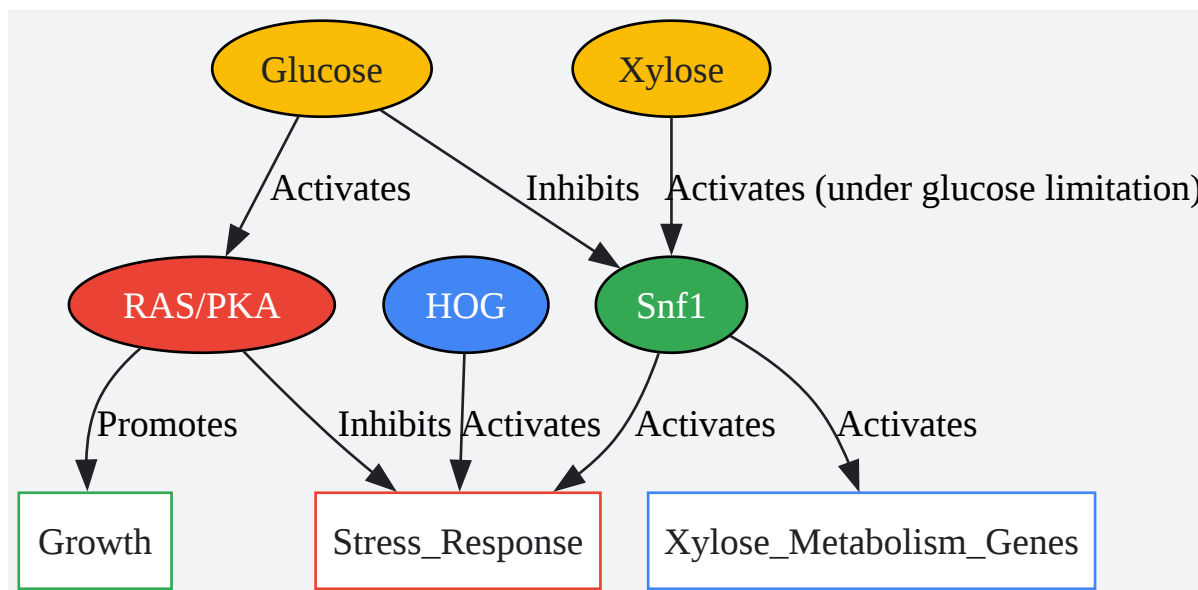 Glucose
Xylose
Activates
Inhibits
Activates (under glucose limitation)
RAS/PKA
HOG
Snf1
Promotes
Inhibits
Activates
Activates
Activates
Growth
Stress_Response
Xylose_Metabolism_Genes